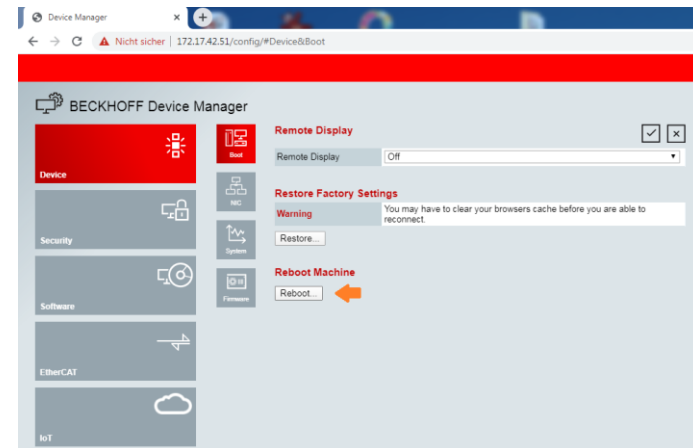 Device Manager
Nicht sicher | 172.17.42.51/config/#Device&Boot
BECKHOFF Device Manager
Device
Security
Software
EtherCAT
IoT
Boot
NIC
System
Firmware
Remote Display
Remote Display Off
Restore Factory Settings
Warning You may have to clear your browsers cache before you are able to
reconnect.
Restore...
Reboot Machine
Reboot...